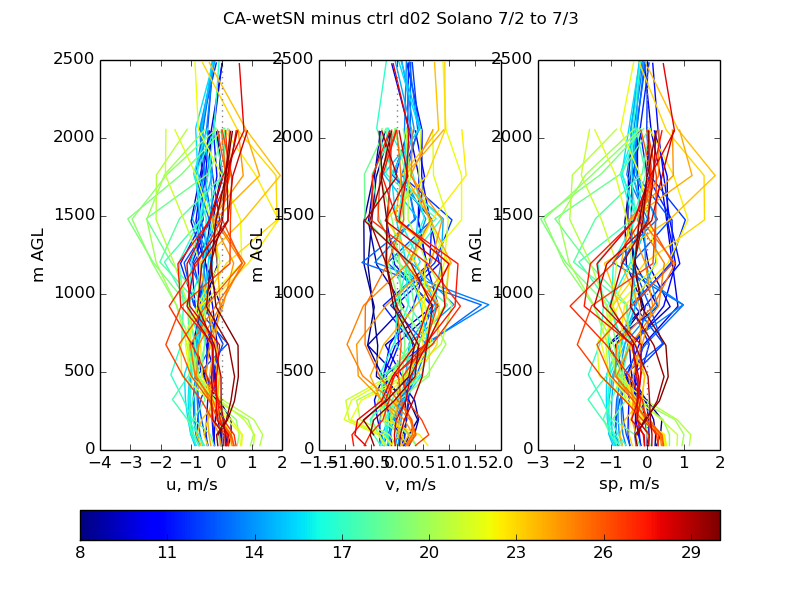 CA-wetSN minus ctrl d02 Solano 7/2 to 7/3
2500 2500 2500
2000 2000 2000
1500 1500 1500
m AGL m AGL m AGL
1000 1000 1000
500 500 500
0 0 0
−4 −3 −2 −1 0 1 2 −1.5 −1.0 −0.5 0.0 0.5 1.0 1.5 2.0 −3 −2 −1 0 1 2
u, m/s v, m/s sp, m/s
8 11 14 17 20 23 26 29